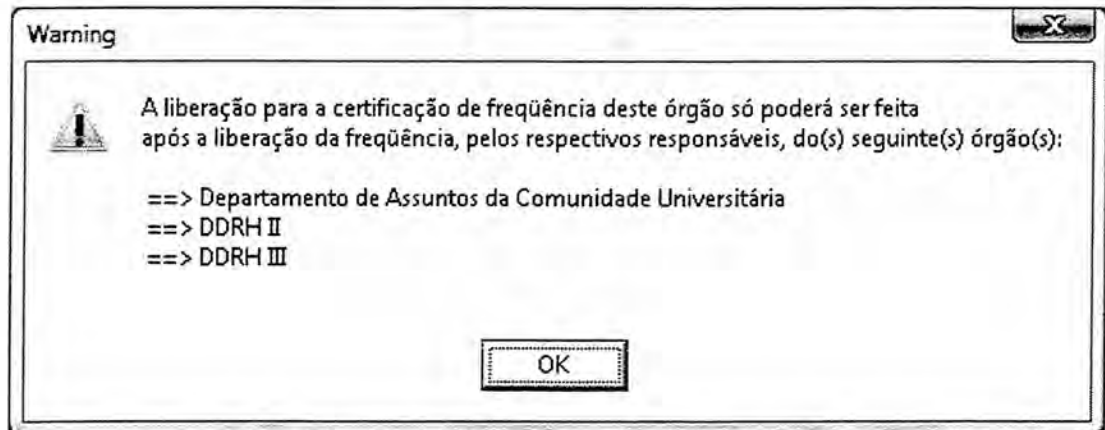 Warning
A liberação para a certificação de freqüência deste órgão só poderá ser feita
após a liberação da freqüência, pelos respectivos responsáveis, do(s) seguinte(s) órgão(s):
==> Departamento de Assuntos da Comunidade Universitária
==> DDRH II
==> DDRH III
OK